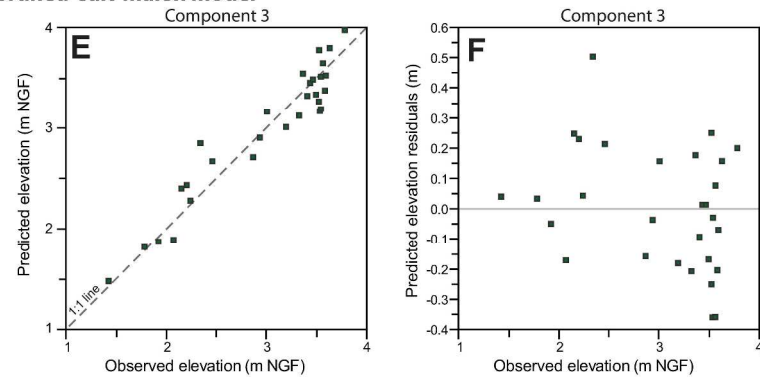 Component 3
E
Predicted elevation (m NGF)
4
3
2
1
1:1 line
1 2 3 4
Observed elevation (m NGF)
Component 3
F
Predicted elevation residuals (m)
0.6
0.5
0.4
0.3
0.2
0.1
0.0
-0.1
-0.2
-0.3
-0.4
1 2 3 4
Observed elevation (m NGF)